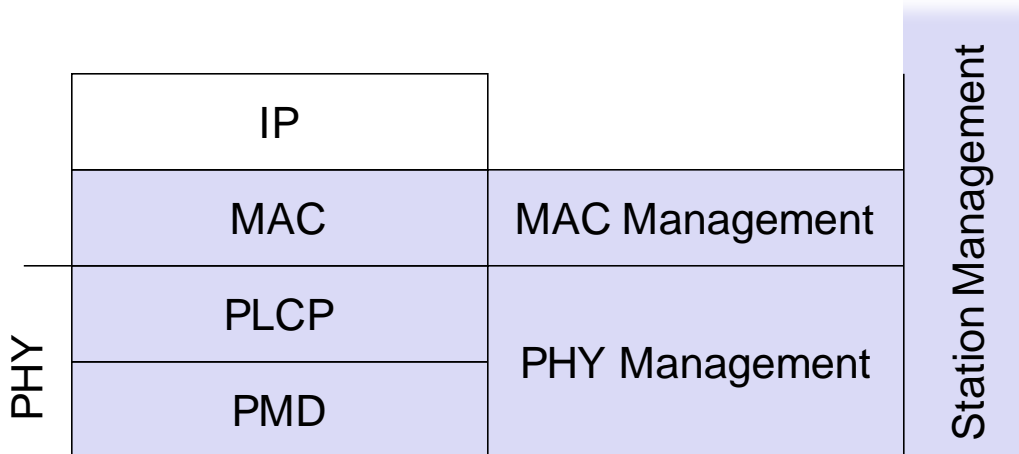 IP
MAC
MAC Management
PLCP
PMD
PHY Management
PHY
Station Management